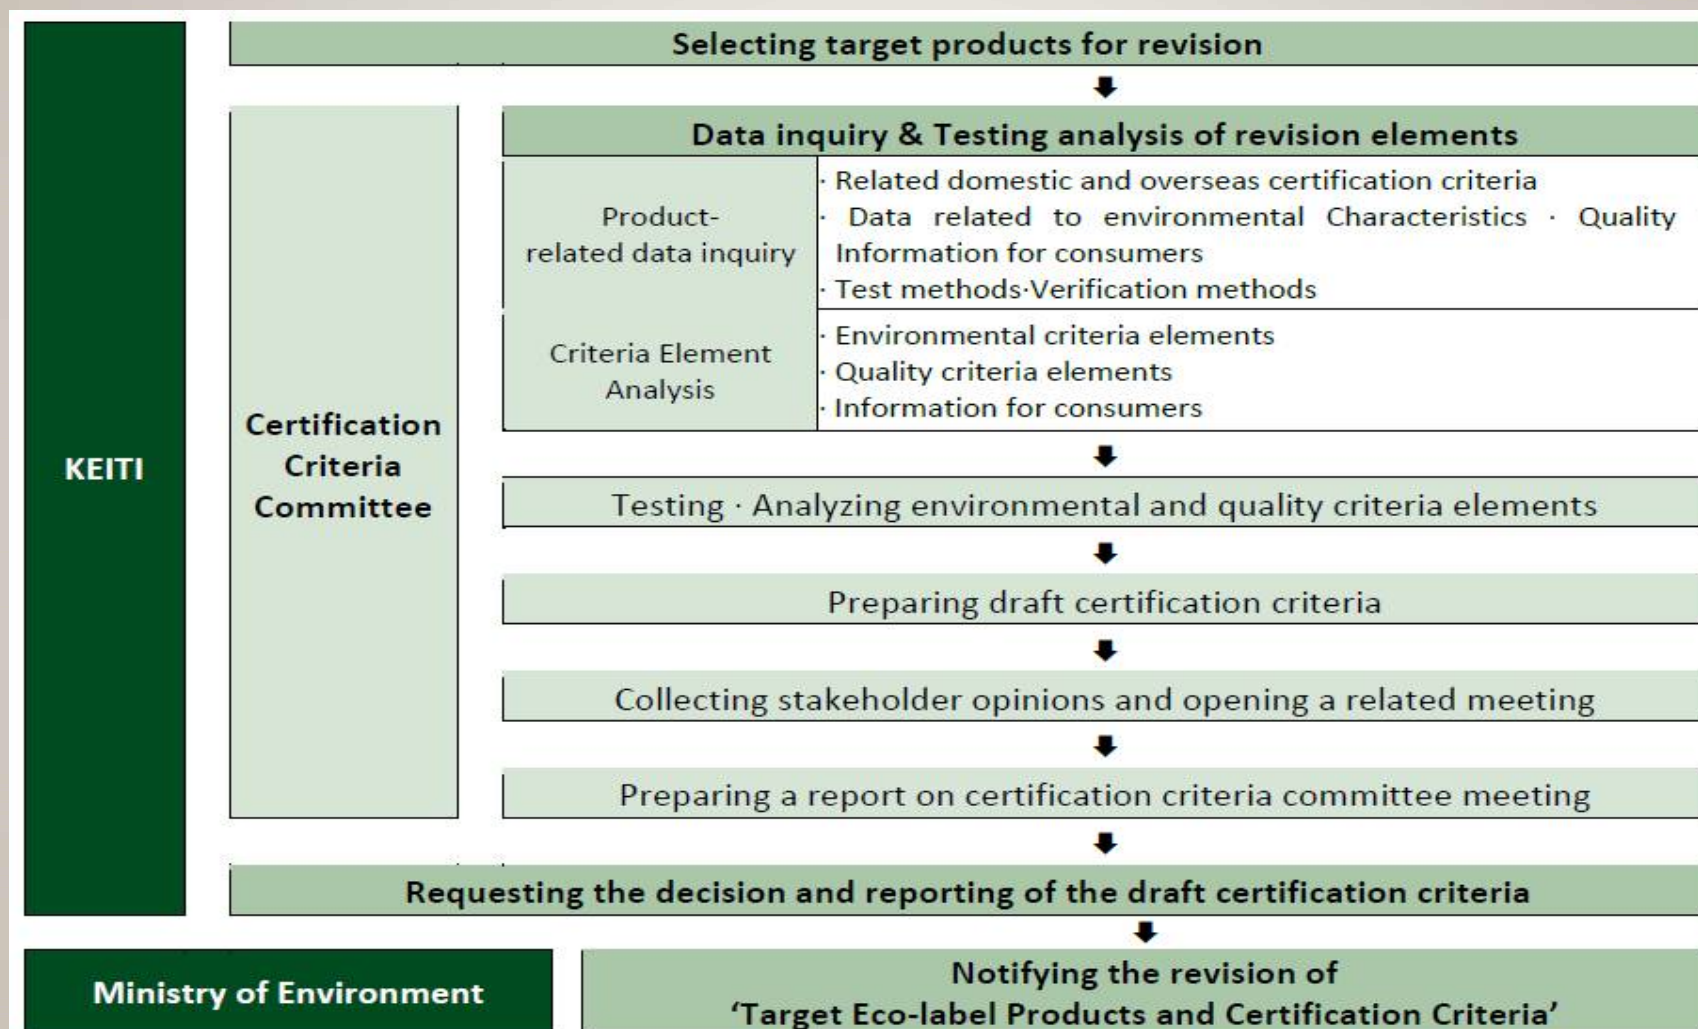 Selecting target products for revision
Data inquiry & Testing analysis of revision elements
Product-
related data inquiry
· Related domestic and overseas certification criteria
· Data related to environmental Characteristics · Quality
Information for consumers
· Test methods·Verification methods
Criteria Element
Analysis
· Environmental criteria elements
· Quality criteria elements
· Information for consumers
KEITI
Certification
Criteria
Committee
Testing · Analyzing environmental and quality criteria elements
Preparing draft certification criteria
Collecting stakeholder opinions and opening a related meeting
Preparing a report on certification criteria committee meeting
Requesting the decision and reporting of the draft certification criteria
Ministry of Environment
Notifying the revision of
‘Target Eco-label Products and Certification Criteria’